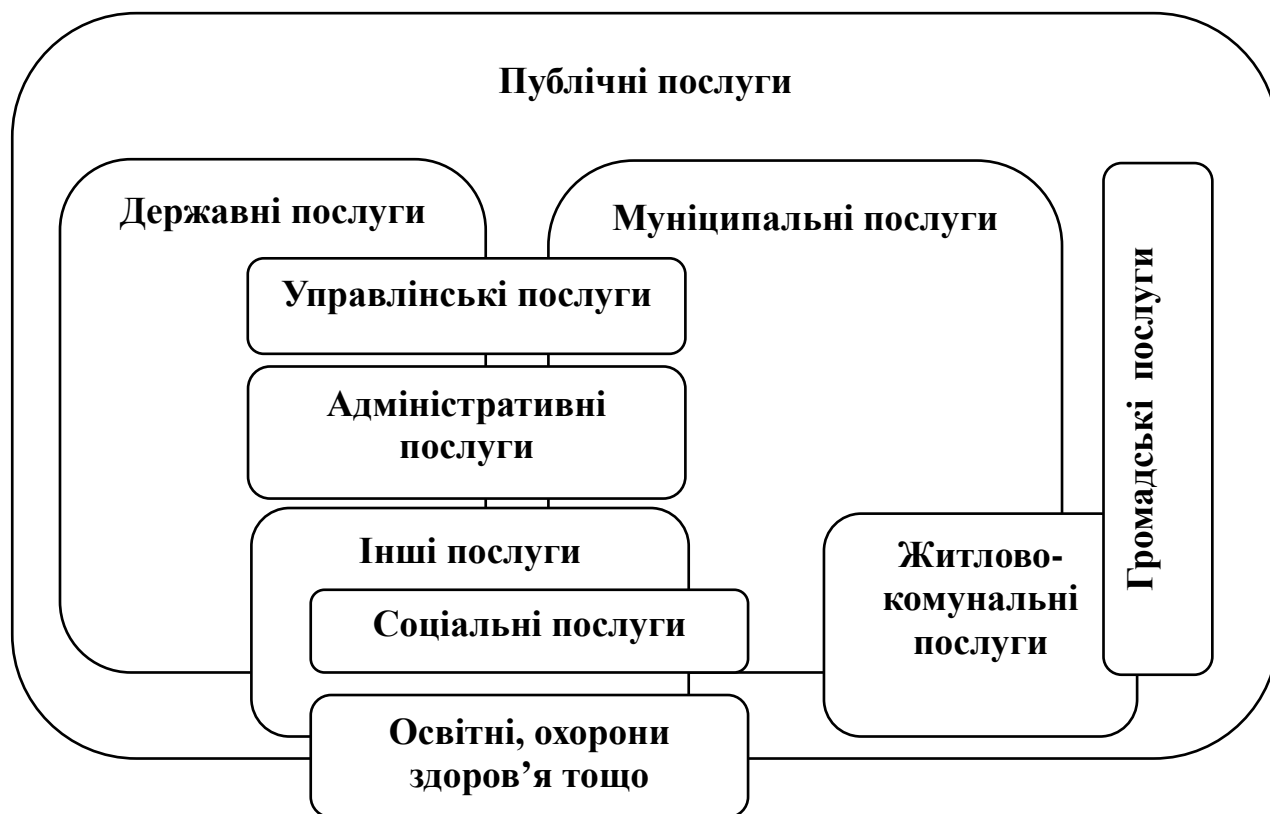 Публічні послуги
Державні послуги
Муніципальні послуги
Управлінські послуги
Адміністративні
послуги
Інші послуги
Соціальні послуги
Освітні, охорони
здоров’я тощо
Житлово-
комунальні
послуги
Громадські послуги